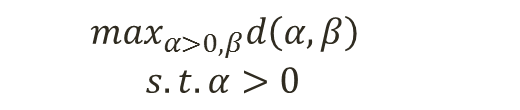 max_{α>0,β} d(α, β)
s.t. α > 0